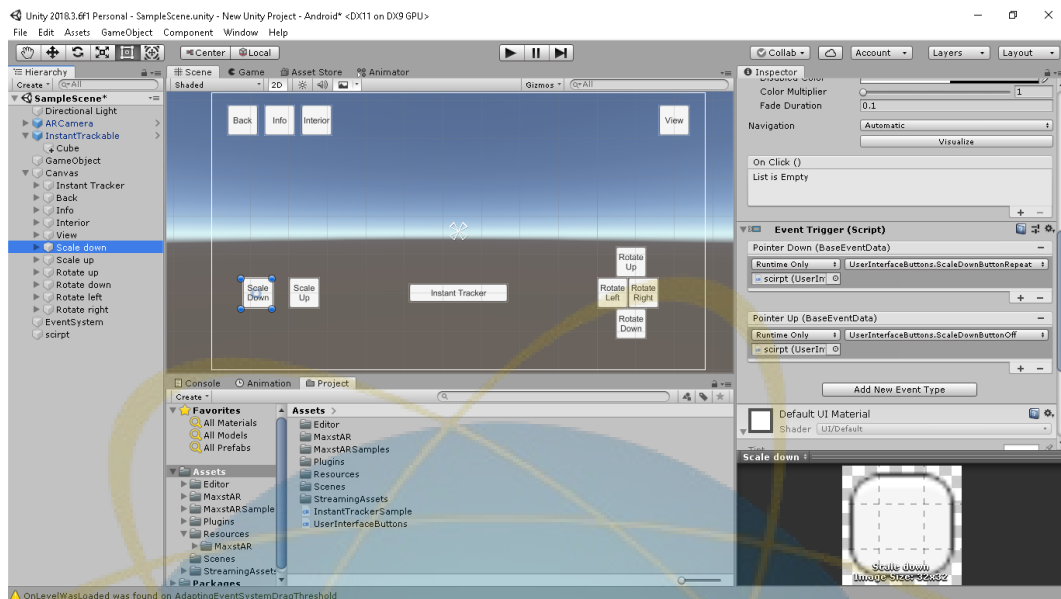 Unity 2018.3.6f1 Personal - SampleScene.unity - New Unity Project - Android* <DX11 on DX9 GPU>
File Edit Assets GameObject Component Window Help
Center Local Collab Account Layers Layout
Hierarchy
Create All
SampleScene*
Directional Light
ARCamera
InstantTrackable
Cube
GameObject
Canvas
Instant Tracker
Back
Info
Interior
View
Scale down
Scale up
Rotate up
Rotate down
Rotate left
Rotate right
EventSystem
scirpt
Scene Game Asset Store Animator
Shaded 2D Gizmos All
Back Info Interior View
Scale Down
Scale Up
Instant Tracker
Rotate Up
Rotate Left
Rotate Right
Rotate Down
Console Animation Project
Create
Favorites
All Materials
All Models
All Prefabs
Assets
Editor
MaxstAR
MaxstARSample
Plugins
Resources
MaxstAR
Scenes
StreamingAssets
Packages
Assets >
Editor
MaxstAR
MaxstARSamples
Plugins
Resources
Scenes
StreamingAssets
InstantTrackerSample
UserInterfaceButtons
Inspector
Disabled Color
Color Multiplier 1
Fade Duration 0.1
Navigation Automatic
Visualize
On Click ()
List is Empty
+ −
Event Trigger (Script)
Pointer Down (BaseEventData) −
Runtime Only UserInterfaceButtons.ScaleDownButtonRepeat
scirpt (UserIn
+ −
Pointer Up (BaseEventData) −
Runtime Only UserInterfaceButtons.ScaleDownButtonOff
scirpt (UserIn
+ −
Add New Event Type
Default UI Material
Shader UI/Default
Tint
Scale down
Scale down
Image Size: 32x32
OnLevelWasLoaded was found on AdaptingEventSystemDragThreshold